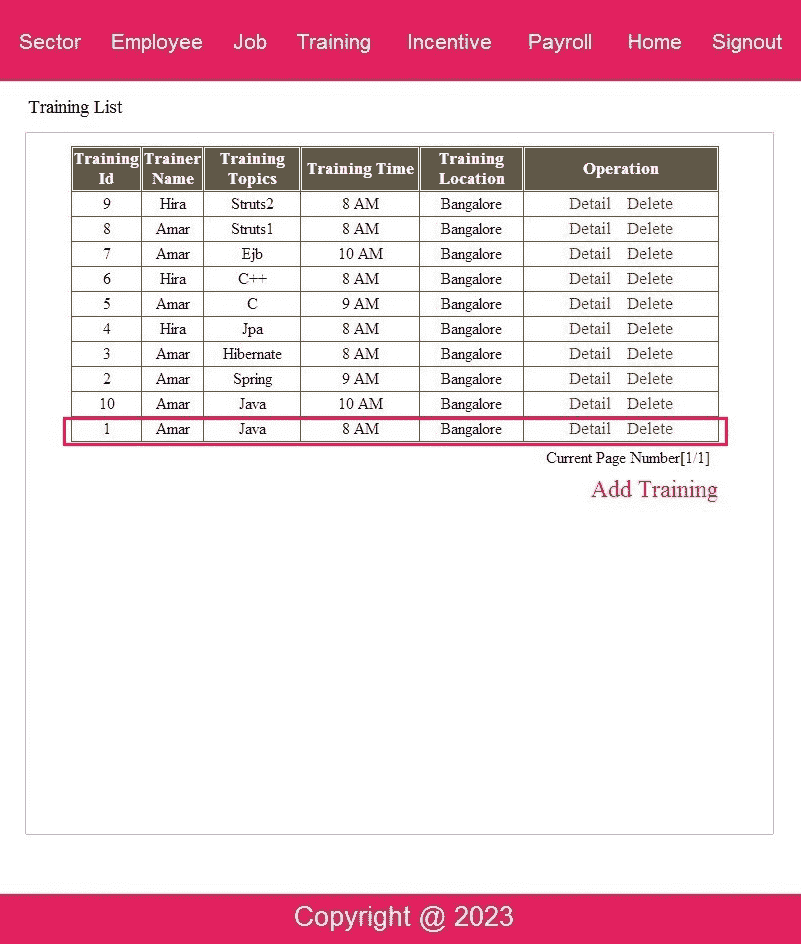 Sector Employee Job Training Incentive Payroll Home Signout
Training List
Training Id Trainer Name Training Topics Training Time Training Location Operation
9 Hira Struts2 8 AM Bangalore Detail Delete
8 Amar Struts1 8 AM Bangalore Detail Delete
7 Amar Ejb 10 AM Bangalore Detail Delete
6 Hira C++ 8 AM Bangalore Detail Delete
5 Amar C 9 AM Bangalore Detail Delete
4 Hira Jpa 8 AM Bangalore Detail Delete
3 Amar Hibernate 8 AM Bangalore Detail Delete
2 Amar Spring 9 AM Bangalore Detail Delete
10 Amar Java 10 AM Bangalore Detail Delete
1 Amar Java 8 AM Bangalore Detail Delete
Current Page Number[1/1]
Add Training
Copyright @ 2023